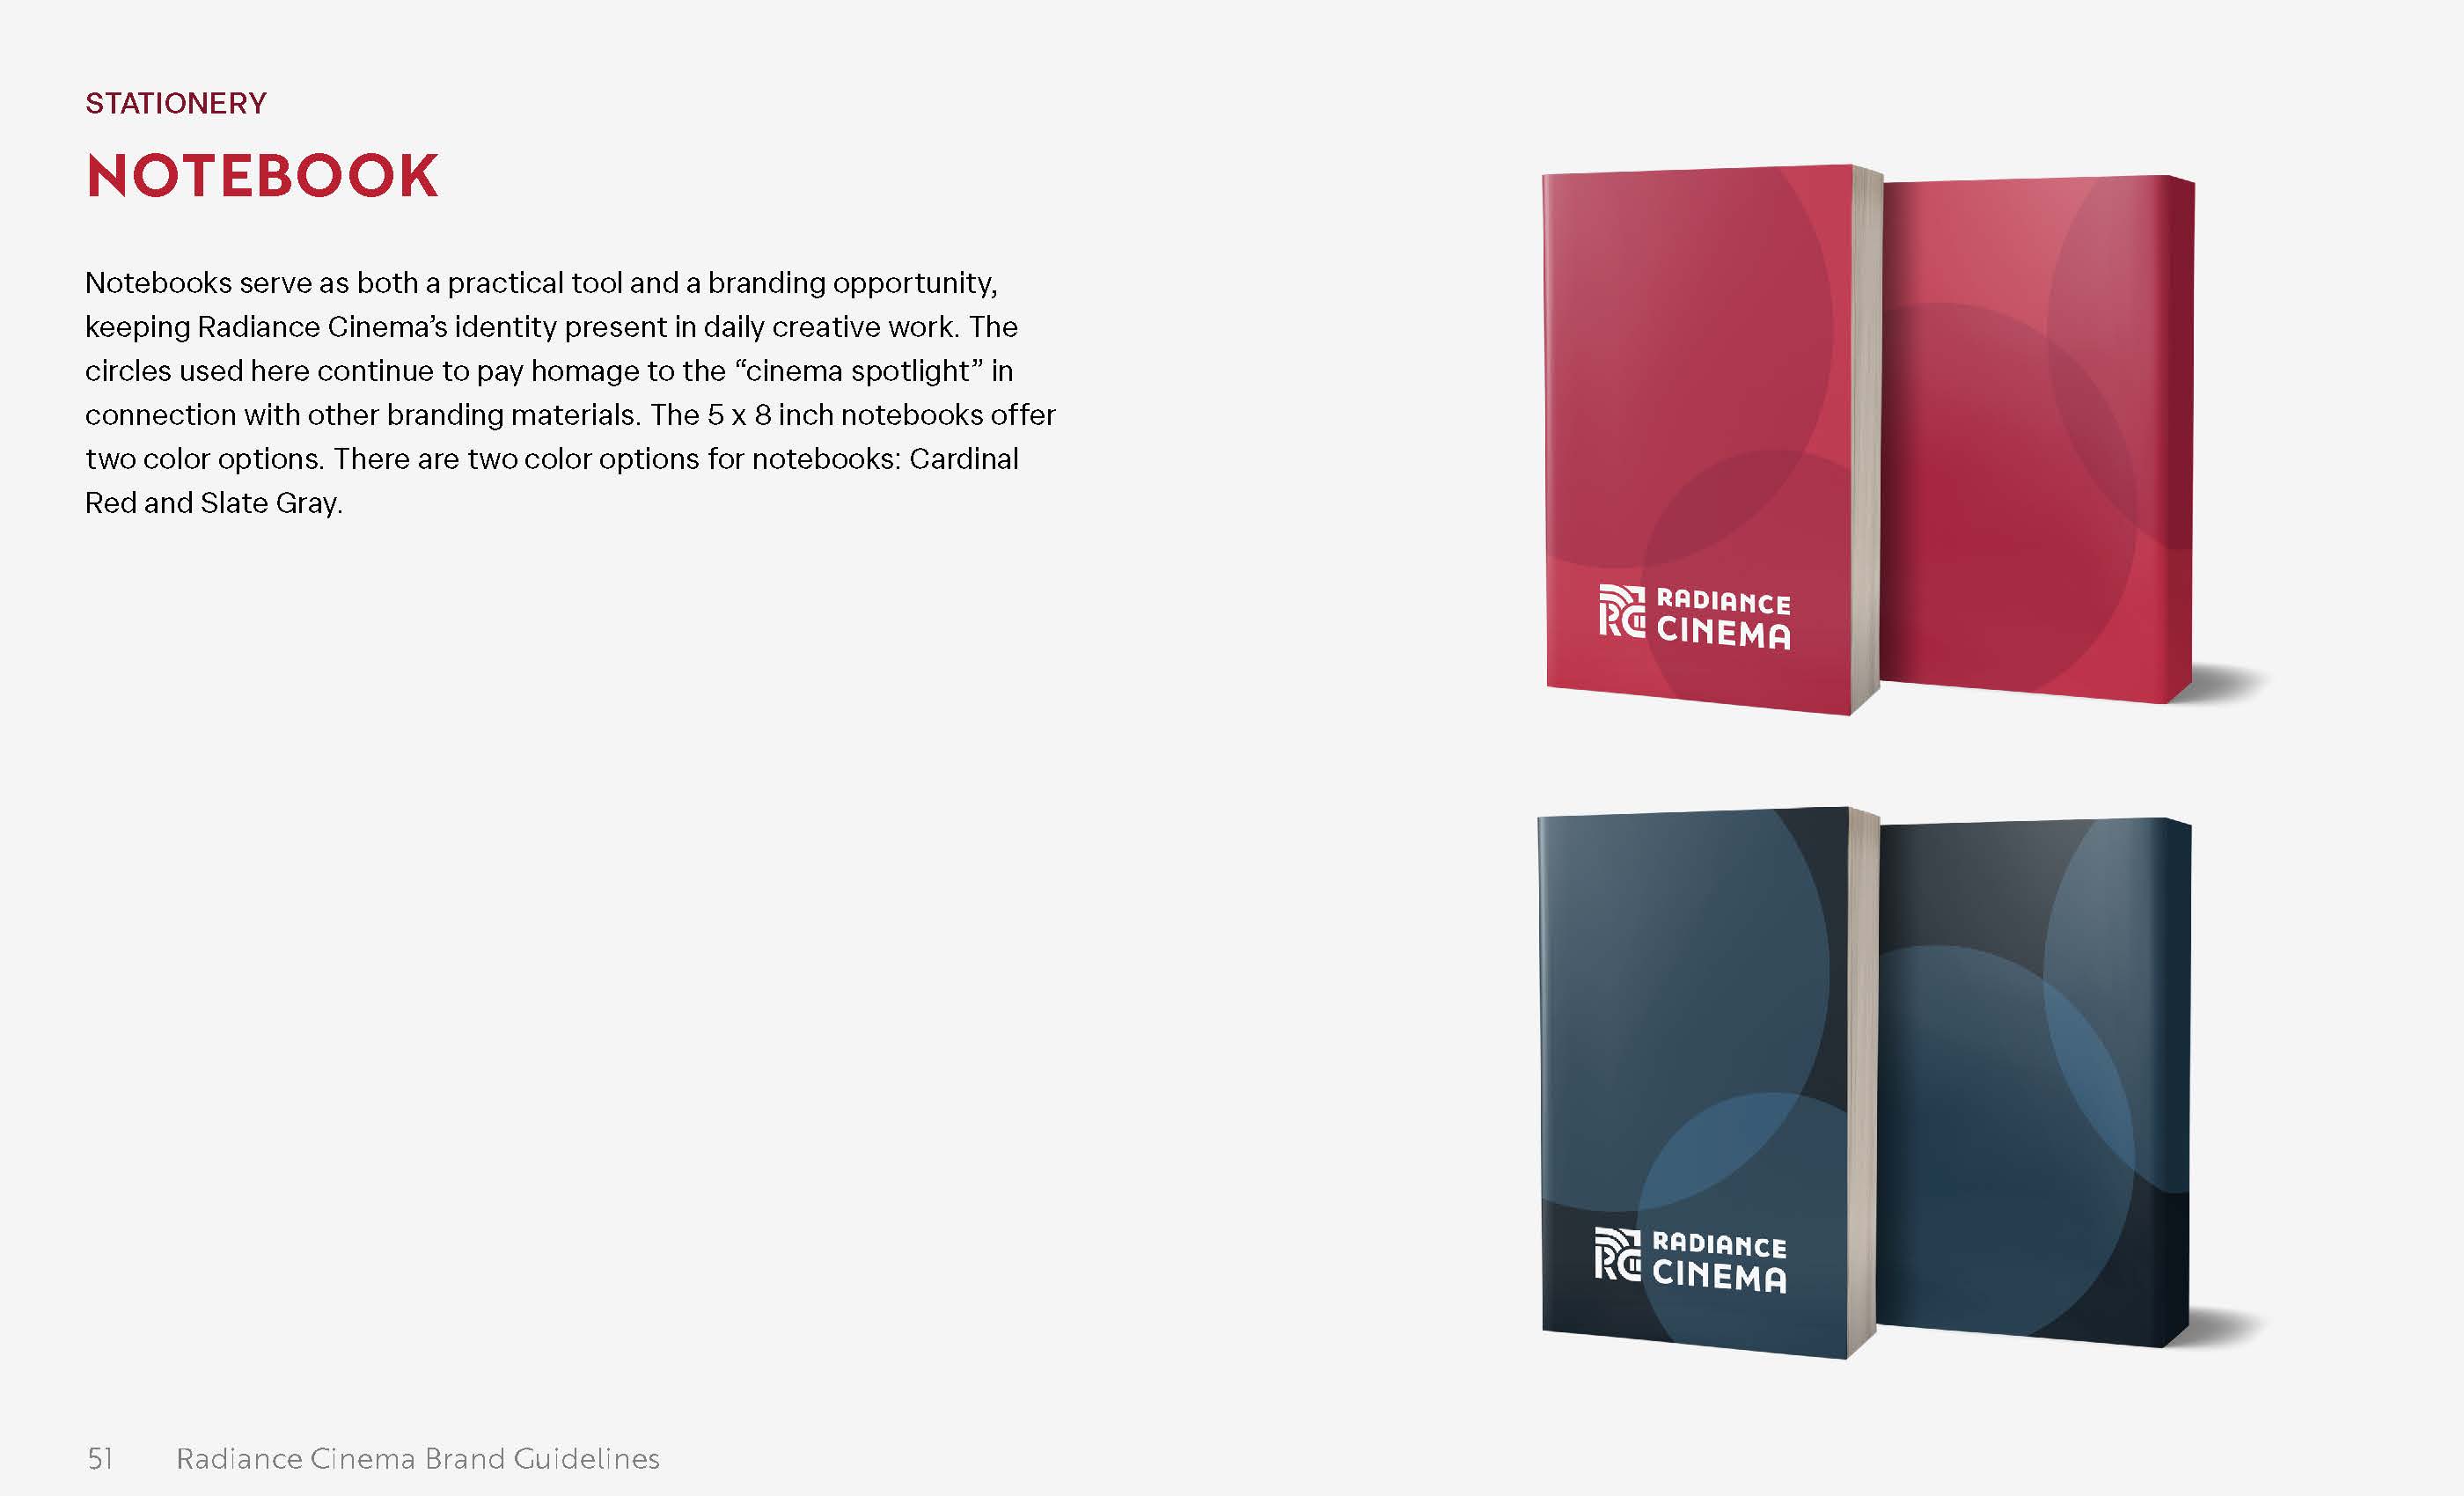 STATIONERY
NOTEBOOK
Notebooks serve as both a practical tool and a branding opportunity,
keeping Radiance Cinema’s identity present in daily creative work. The
circles used here continue to pay homage to the “cinema spotlight” in
connection with other branding materials. The 5 x 8 inch notebooks offer
two color options. There are two color options for notebooks: Cardinal
Red and Slate Gray.
RC RADIANCE
CINEMA
RC RADIANCE
CINEMA
51 Radiance Cinema Brand Guidelines